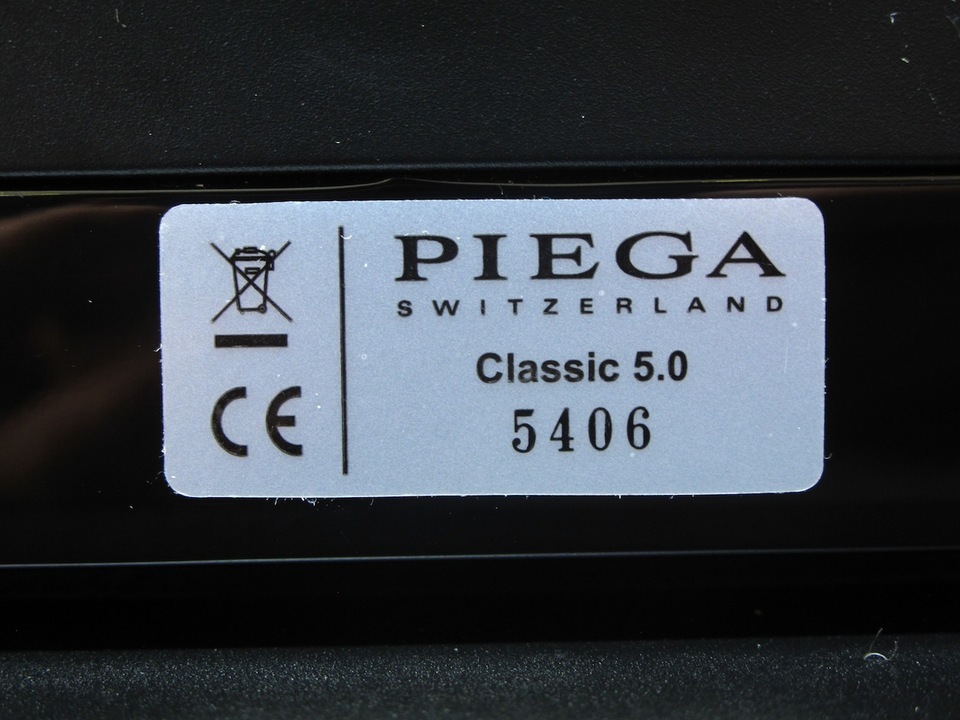 PIEGA
SWITZERLAND
Classic 5.0
5406
CE